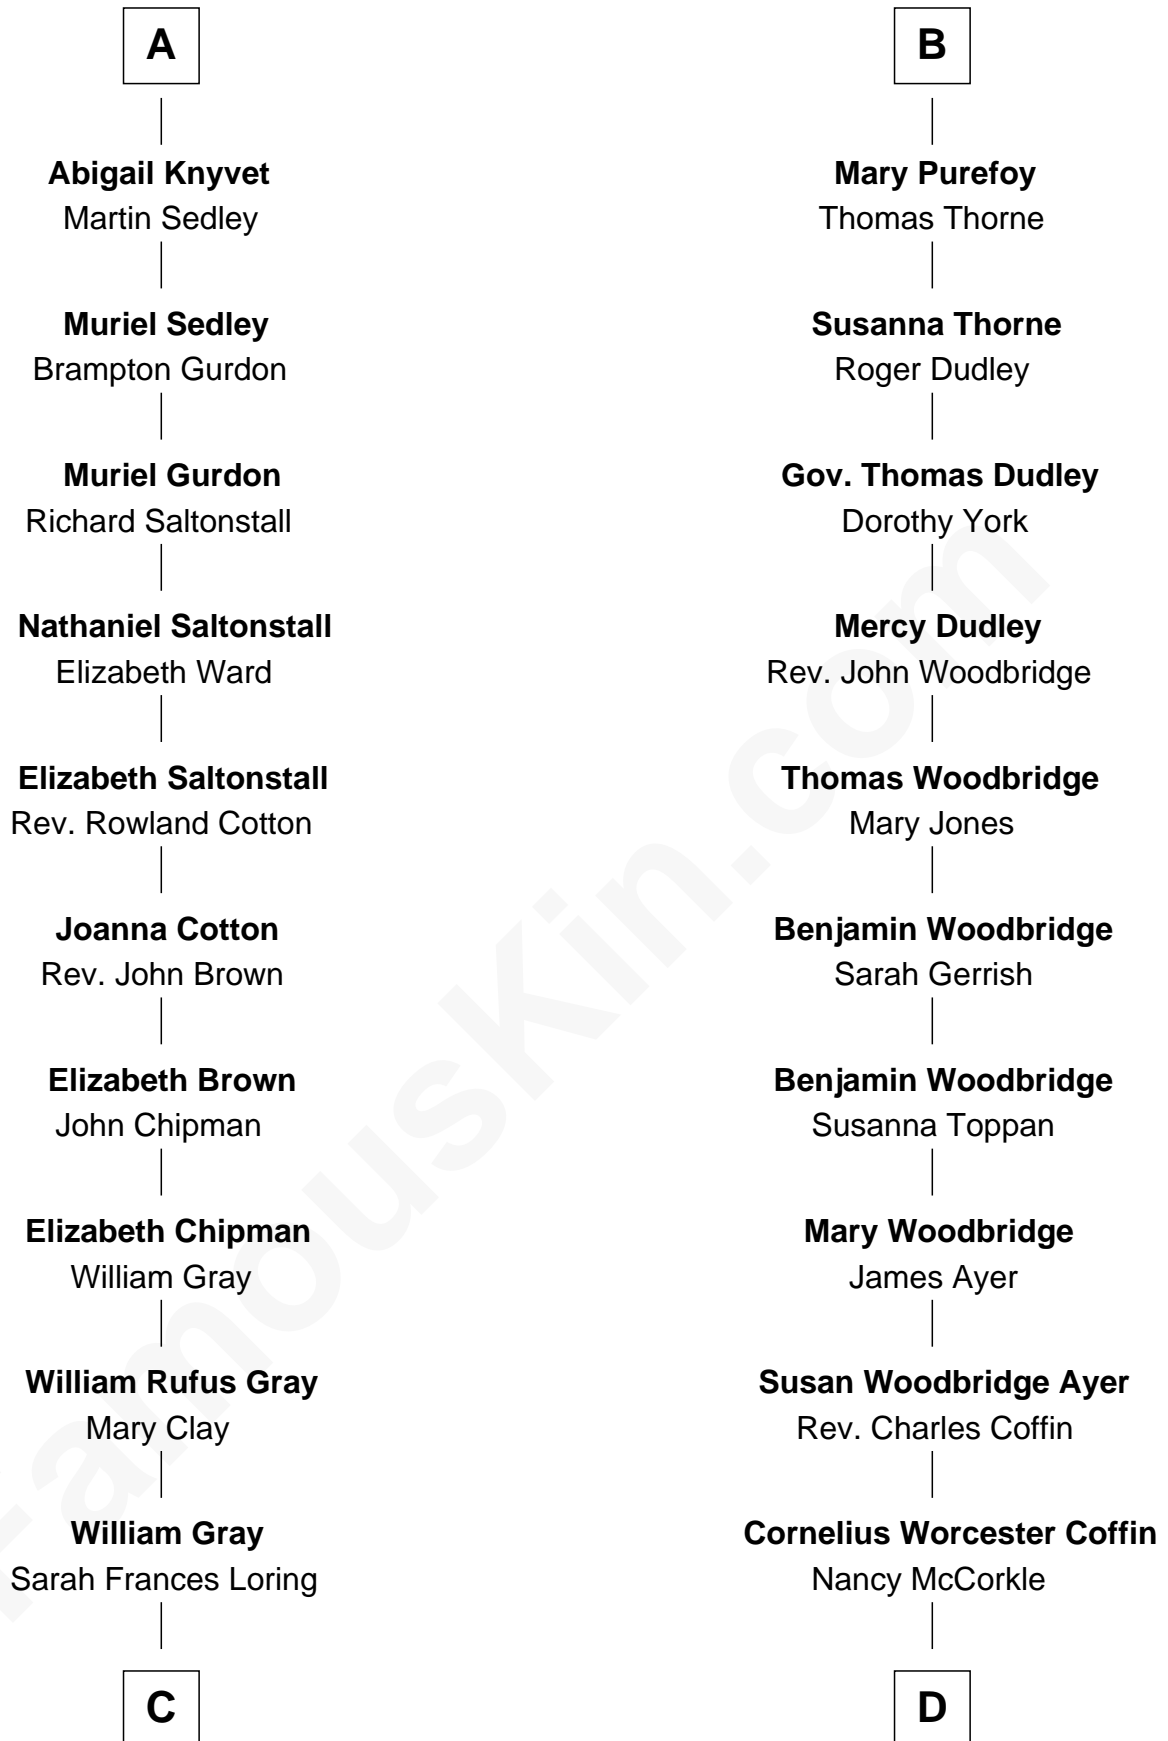 A
Abigail Knyvet
Martin Sedley
Muriel Sedley
Brampton Gurdon
Muriel Gurdon
Richard Saltonstall
Nathaniel Saltonstall
Elizabeth Ward
Elizabeth Saltonstall
Rev. Rowland Cotton
Joanna Cotton
Rev. John Brown
Elizabeth Brown
John Chipman
Elizabeth Chipman
William Gray
William Rufus Gray
Mary Clay
William Gray
Sarah Frances Loring
C
B
Mary Purefoy
Thomas Thorne
Susanna Thorne
Roger Dudley
Gov. Thomas Dudley
Dorothy York
Mercy Dudley
Rev. John Woodbridge
Thomas Woodbridge
Mary Jones
Benjamin Woodbridge
Sarah Gerrish
Benjamin Woodbridge
Susanna Toppan
Mary Woodbridge
James Ayer
Susan Woodbridge Ayer
Rev. Charles Coffin
Cornelius Worcester Coffin
Nancy McCorkle
D
FamousKin.com